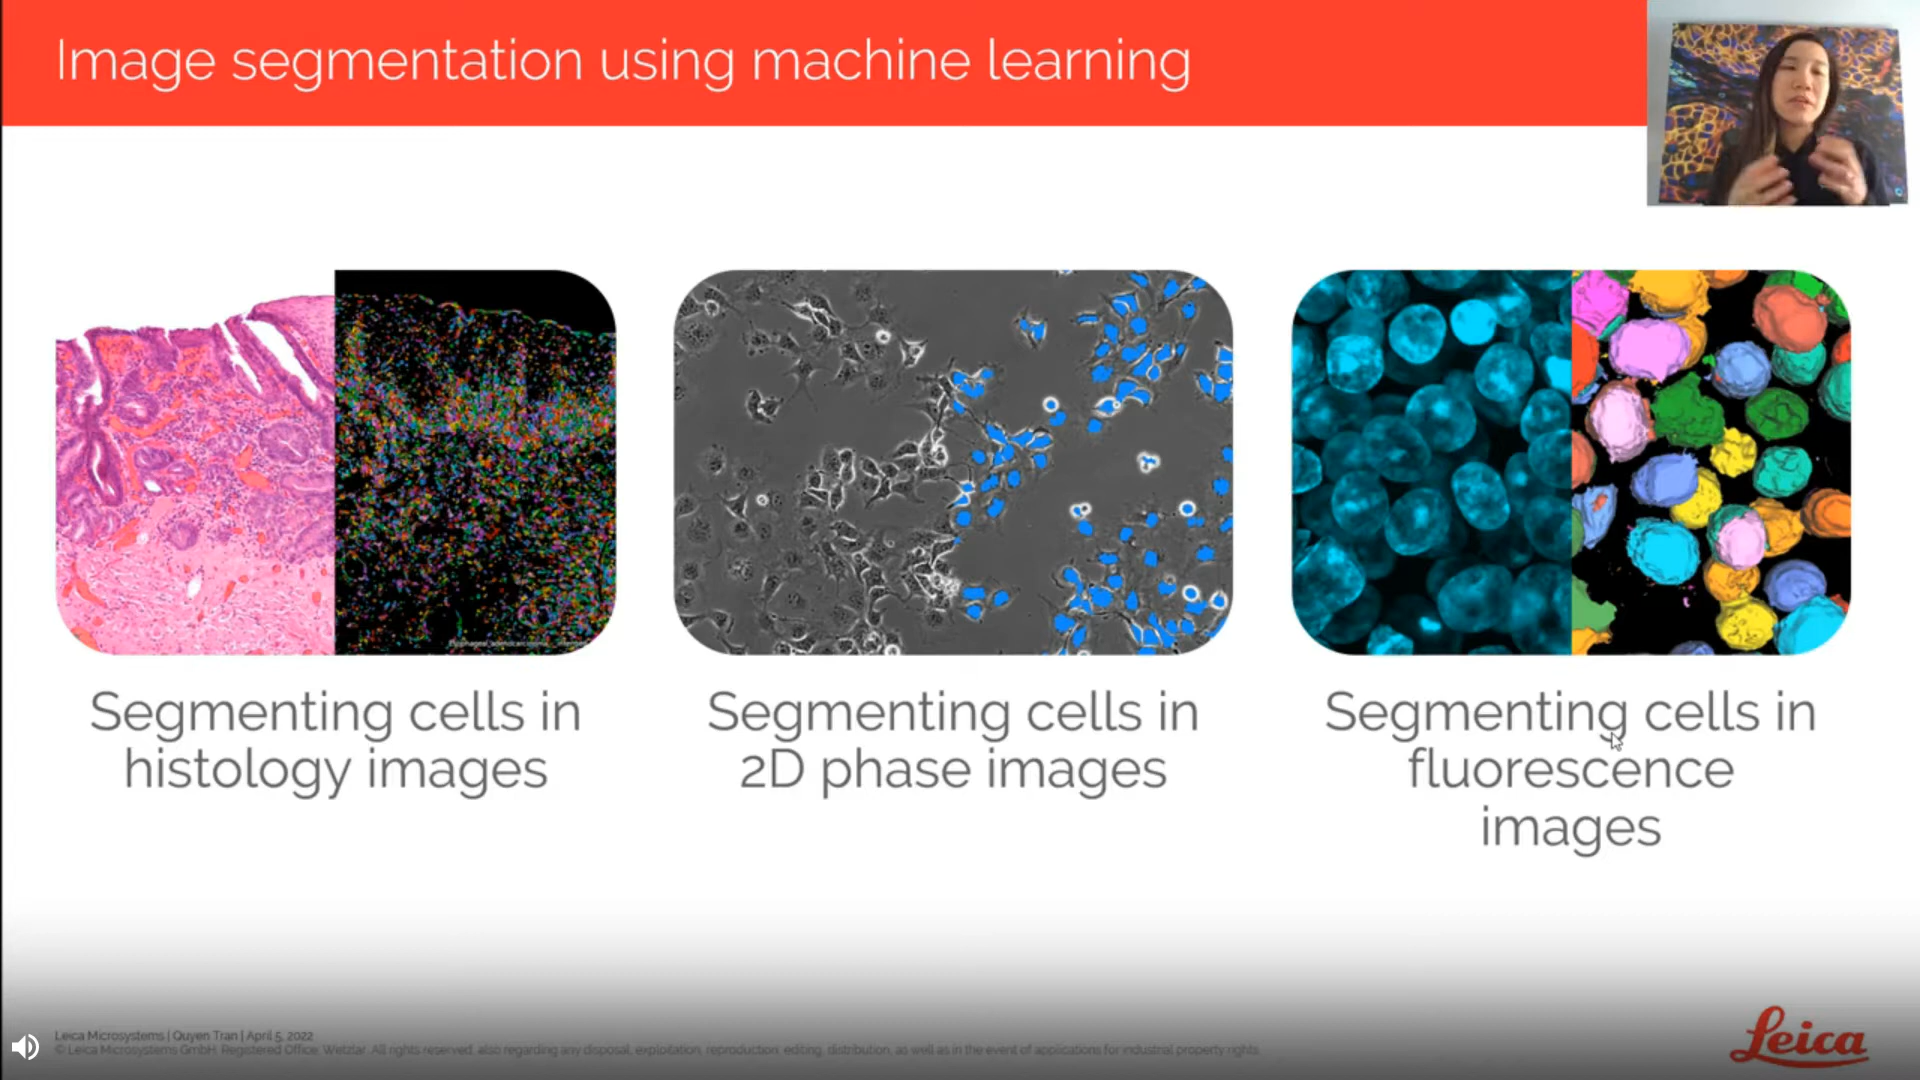 Image segmentation using machine learning
Segmenting cells in
histology images
Segmenting cells in
2D phase images
Segmenting cells in
fluorescence
images
Leica Microsystems | Quyen Tran | April 5, 2022
© Leica Microsystems GmbH, Registered Office: Wetzlar. All rights reserved, also regarding any disposal, exploitation, reproduction, editing, distribution, as well as in the event of applications for industrial property rights.
Leica